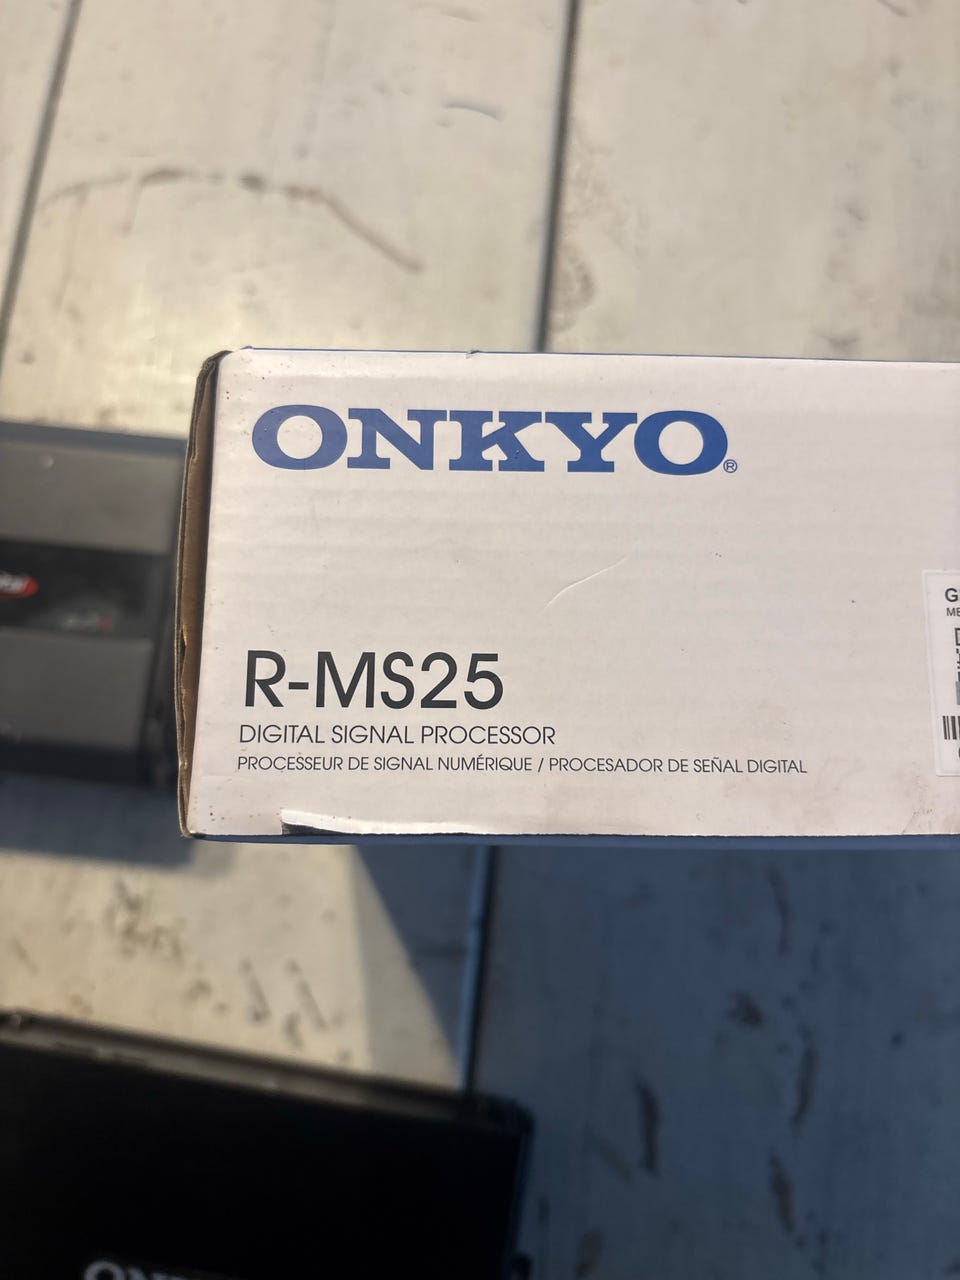 ONKYO®
R-MS25
DIGITAL SIGNAL PROCESSOR
PROCESSEUR DE SIGNAL NUMÉRIQUE / PROCESADOR DE SEÑAL DIGITAL